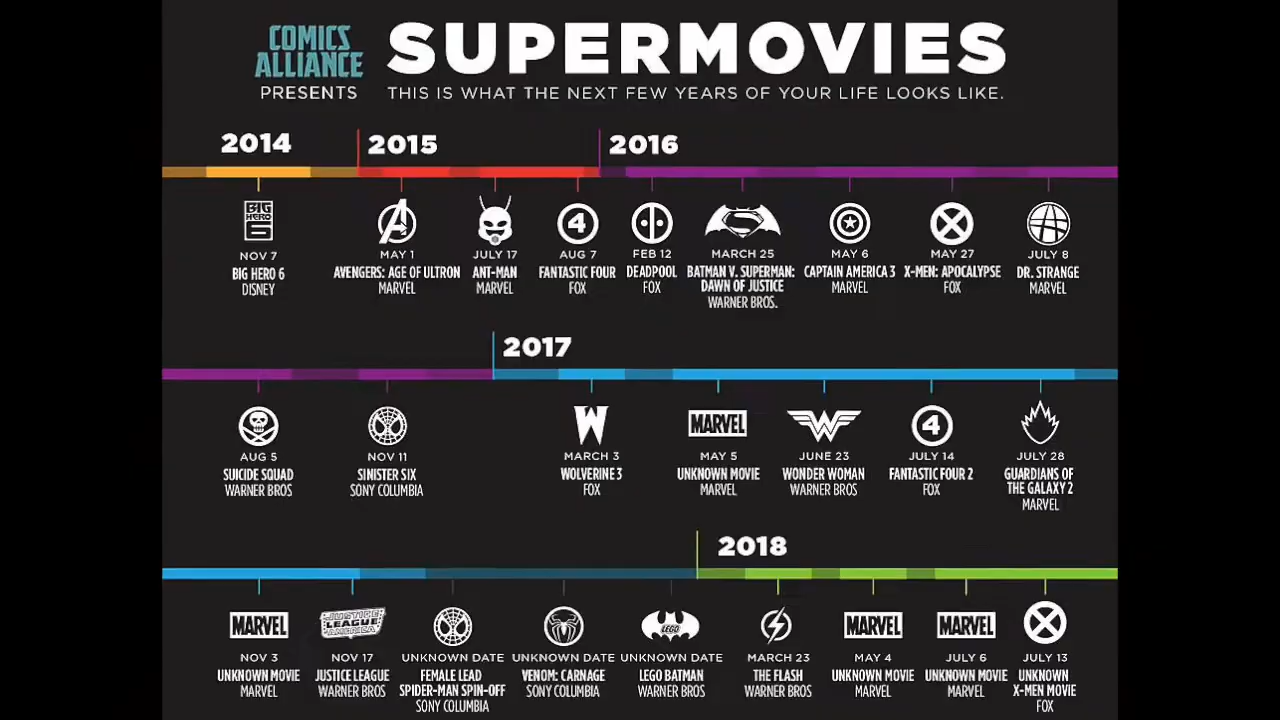 COMICS ALLIANCE PRESENTS
SUPERMOVIES
THIS IS WHAT THE NEXT FEW YEARS OF YOUR LIFE LOOKS LIKE.
2014
2015
2016
BIG HERO 6
NOV 7
BIG HERO 6
DISNEY
A
MAY 1
AVENGERS: AGE OF ULTRON
MARVEL
JULY 17
ANT-MAN
MARVEL
4
AUG 7
FANTASTIC FOUR
FOX
FEB 12
DEADPOOL
FOX
S
MARCH 25
BATMAN V. SUPERMAN:
DAWN OF JUSTICE
WARNER BROS.
MAY 6
CAPTAIN AMERICA 3
MARVEL
X
MAY 27
X-MEN: APOCALYPSE
FOX
JULY 8
DR. STRANGE
MARVEL
2017
AUG 5
SUICIDE SQUAD
WARNER BROS
NOV 11
SINISTER SIX
SONY COLUMBIA
W
MARCH 3
WOLVERINE 3
FOX
MARVEL
MAY 5
UNKNOWN MOVIE
MARVEL
W
JUNE 23
WONDER WOMAN
WARNER BROS
4
JULY 14
FANTASTIC FOUR 2
FOX
JULY 28
GUARDIANS OF
THE GALAXY 2
MARVEL
2018
MARVEL
NOV 3
UNKNOWN MOVIE
MARVEL
JUSTICE
LEAGUE
AMERICA
NOV 17
JUSTICE LEAGUE
WARNER BROS
UNKNOWN DATE
FEMALE LEAD
SPIDER-MAN SPIN-OFF
SONY COLUMBIA
UNKNOWN DATE
VENOM: CARNAGE
SONY COLUMBIA
LEGO
UNKNOWN DATE
LEGO BATMAN
WARNER BROS
MARCH 23
THE FLASH
WARNER BROS
MARVEL
MAY 4
UNKNOWN MOVIE
MARVEL
MARVEL
JULY 6
UNKNOWN MOVIE
MARVEL
X
JULY 13
UNKNOWN
X-MEN MOVIE
FOX